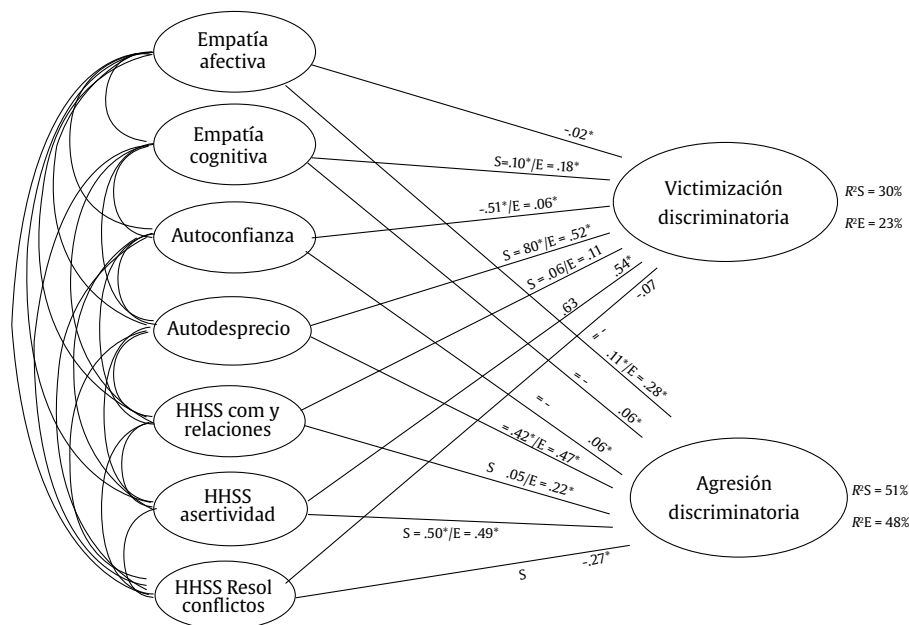 Empatía
afectiva
Empatía
cognitiva
Autoconfianza
Autodesprecio
HHSS com y
relaciones
HHSS
asertividad
HHSS Resol
conflictos
-.02*
S=.10*/E = .18*
-.51*/E = .06*
S = 80*/E = .52*
S = .06/E = .11
.63 .54*
-.07
= - .11*/E = .28*
= - .06*
= - .06*
= .42*/E = .47*
S .05/E = .22*
S = .50*/E = .49*
S -.27*
Victimización
discriminatoria
R²S = 30%
R²E = 23%
Agresión
discriminatoria
R²S = 51%
R²E = 48%